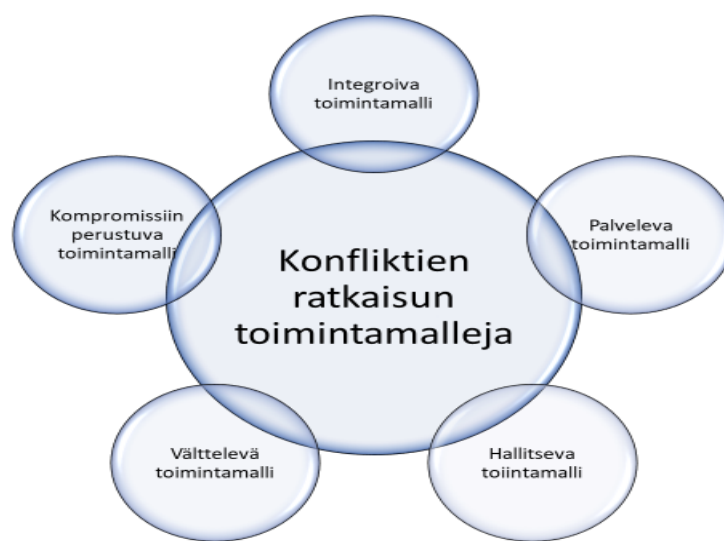 Integroiva
toimintamalli
Kompromissiin
perustuva
toimintamalli
Palveleva
toimintamalli
Konfliktien
ratkaisun
toimintamalleja
Välttelevä
toimintamalli
Hallitseva
toiintamalli